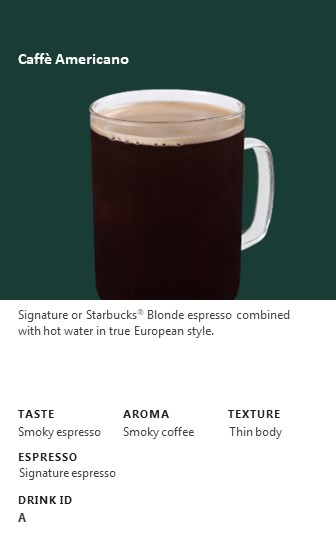 Caffè Americano
Signature or Starbucks® Blonde espresso combined
with hot water in true European style.
TASTE AROMA TEXTURE
Smoky espresso Smoky coffee Thin body
ESPRESSO
Signature espresso
DRINK ID
A